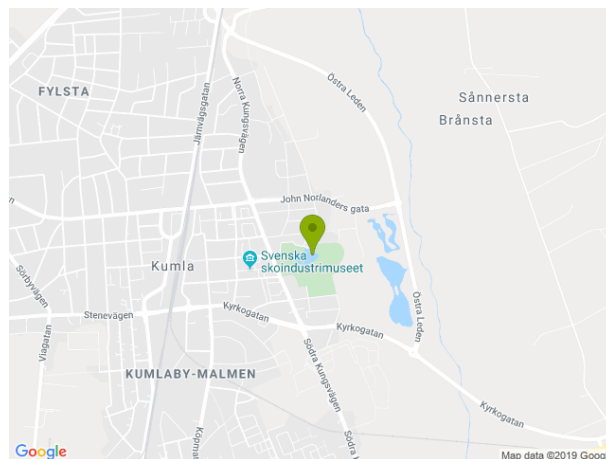 FYLSTA
Järnvägsgatan
Norra Kungsvägen
Östra Leden
Sånnersta
Brånsta
John Norlanders gata
Svenska
skoindustrimuseet
Kumla
Sörbyvägen
Viagatan
Stenevägen
Kyrkogatan
Kyrkogatan
Östra Leden
KUMLABY-MALMEN
Södra Kungsvägen
Kyrkogatan
Google
Map data ©2019 Googl